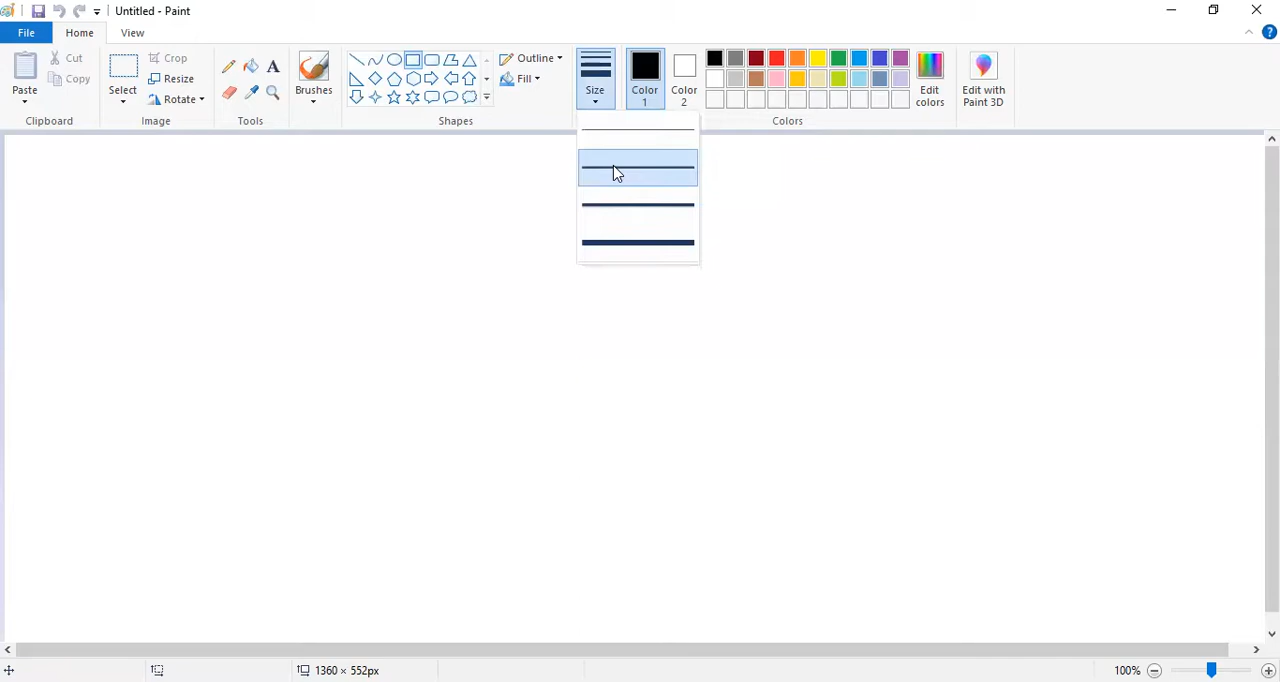 Untitled - Paint
File Home View
Paste
Cut
Copy
Clipboard
Select
Crop
Resize
Rotate
Image
A
Tools
Brushes
Outline
Fill
Shapes
Size
Color 1
Color 2
Edit colors
Colors
Edit with Paint 3D
1360 × 552px
100%